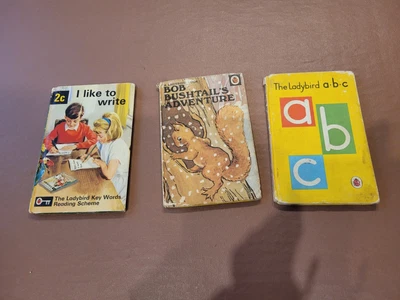 2c
I like to
write
The Ladybird Key Words
Reading Scheme
BOB
BUSHTAIL'S
ADVENTURE
The Ladybird a·b·c
a
b
c